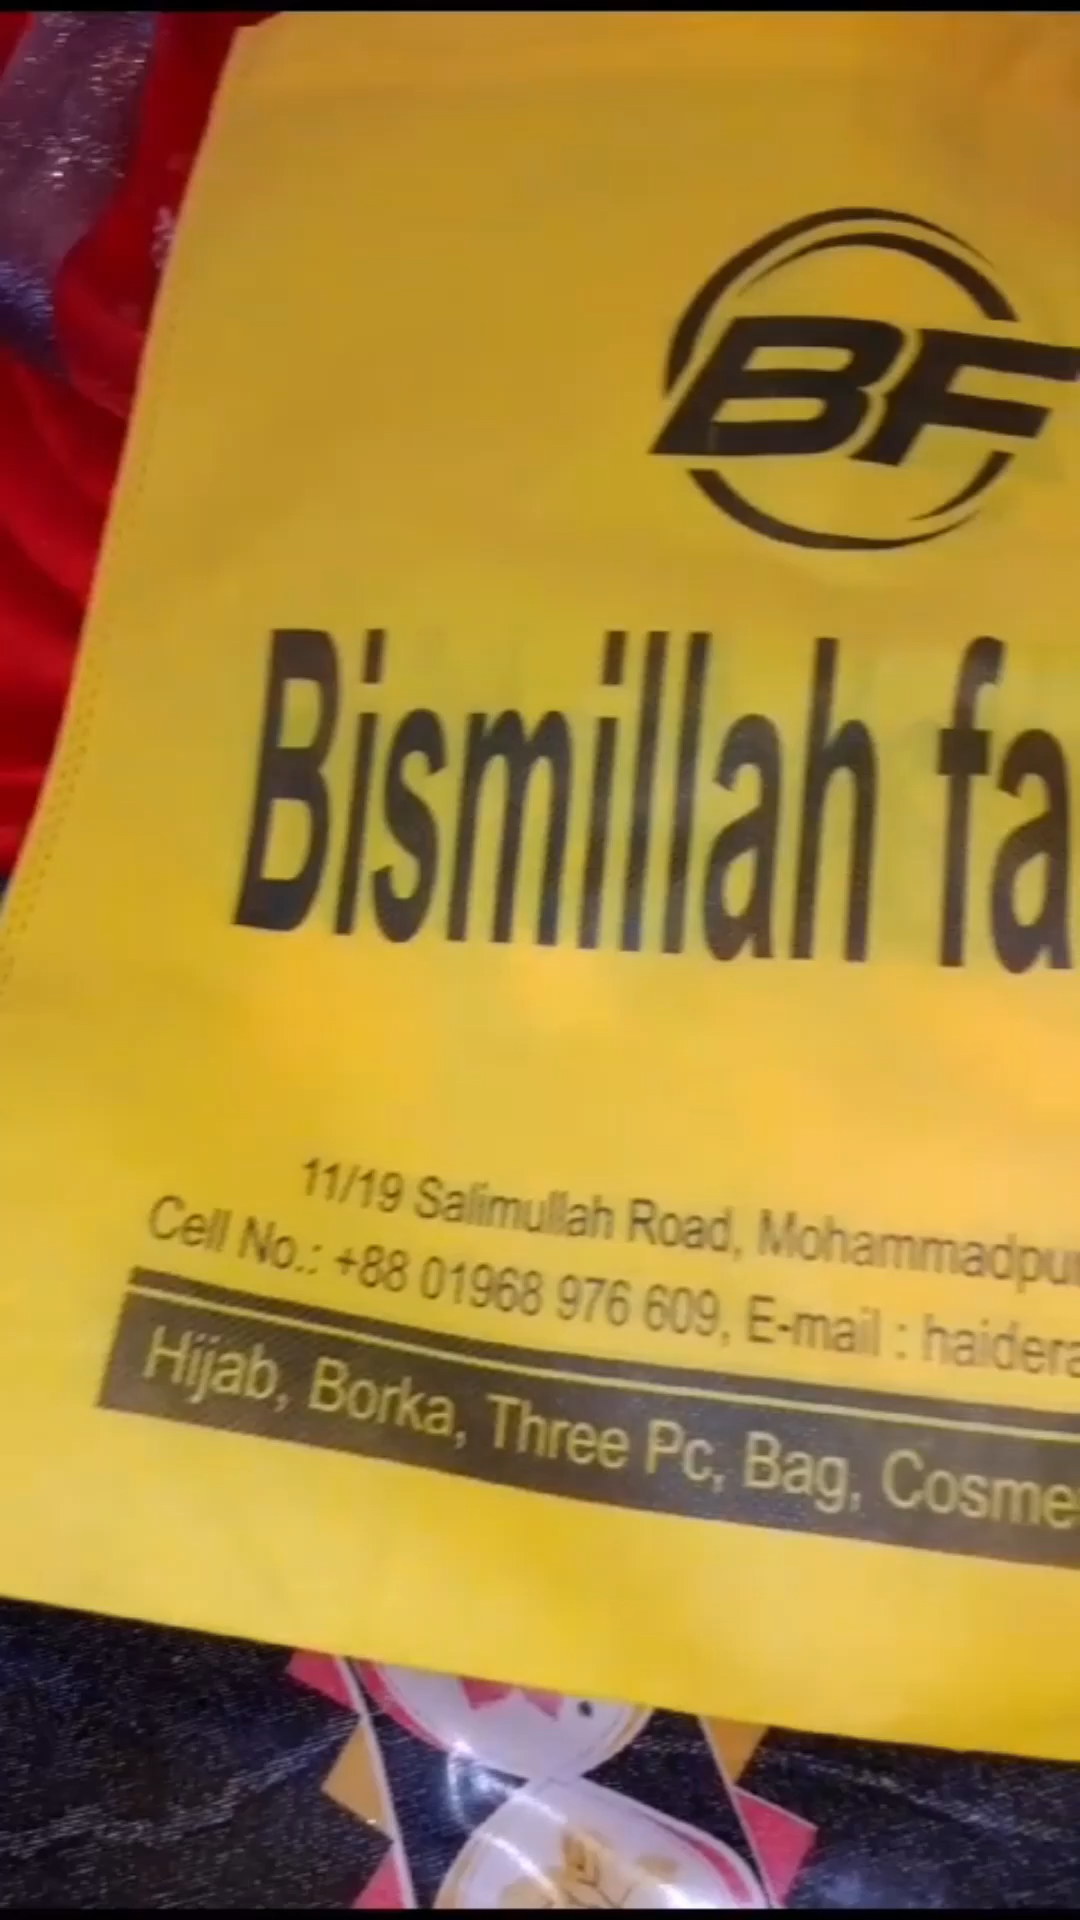 BF
Bismillah fa
11/19 Salimullah Road, Mohammadpur
Cell No.: +88 01968 976 609, E-mail : haidera
Hijab, Borka, Three Pc, Bag, Cosme